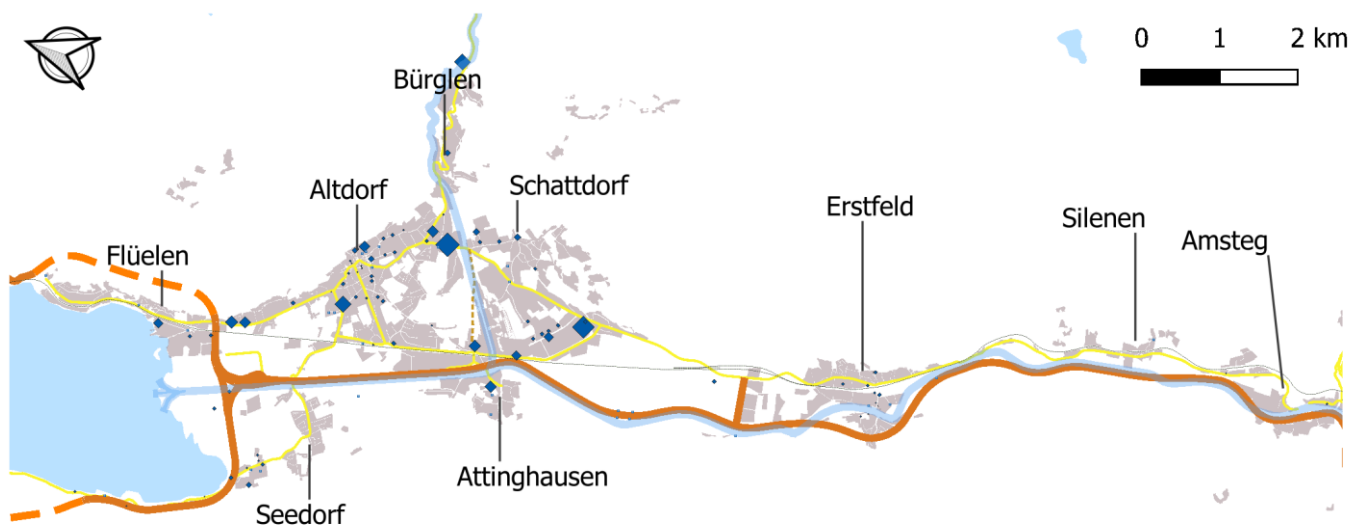 0 1 2 km
Bürglen
Altdorf
Schattdorf
Erstfeld
Silenen
Amsteg
Flüelen
Attinghausen
Seedorf